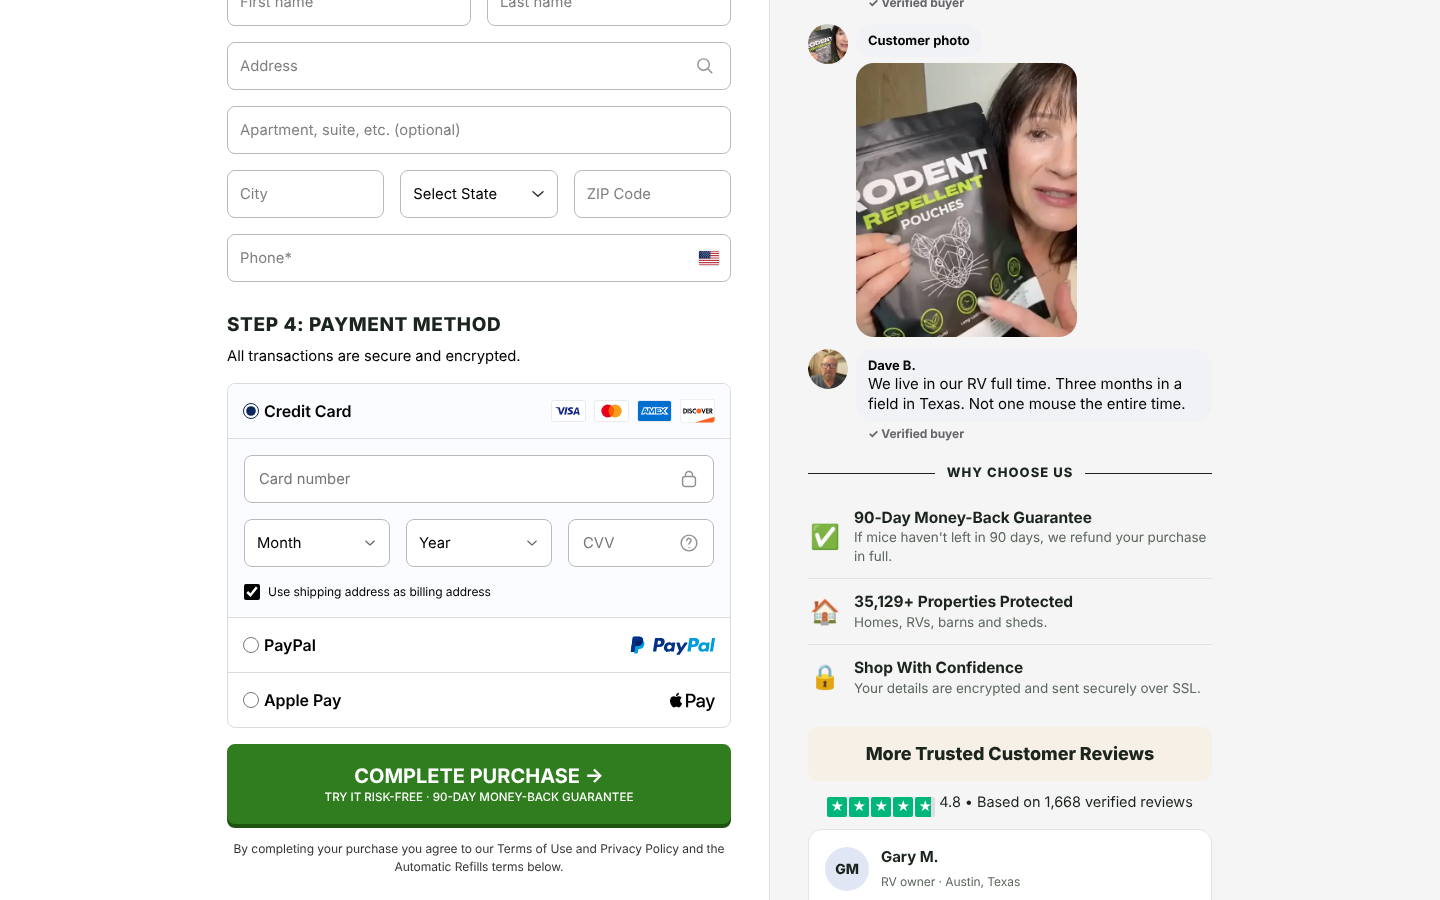 First name
Last name
Address
Apartment, suite, etc. (optional)
City
Select State
ZIP Code
Phone*
STEP 4: PAYMENT METHOD
All transactions are secure and encrypted.
Credit Card
VISA
AMEX
DISCOVER
Card number
Month
Year
CVV
Use shipping address as billing address
PayPal
PayPal
Apple Pay
Pay
COMPLETE PURCHASE →
TRY IT RISK-FREE · 90-DAY MONEY-BACK GUARANTEE
By completing your purchase you agree to our Terms of Use and Privacy Policy and the
Automatic Refills terms below.
✓ Verified buyer
Customer photo
RODENT
REPELLENT
POUCHES
Dave B.
We live in our RV full time. Three months in a
field in Texas. Not one mouse the entire time.
✓ Verified buyer
WHY CHOOSE US
90-Day Money-Back Guarantee
If mice haven't left in 90 days, we refund your purchase
in full.
35,129+ Properties Protected
Homes, RVs, barns and sheds.
Shop With Confidence
Your details are encrypted and sent securely over SSL.
More Trusted Customer Reviews
4.8 • Based on 1,668 verified reviews
GM
Gary M.
RV owner · Austin, Texas